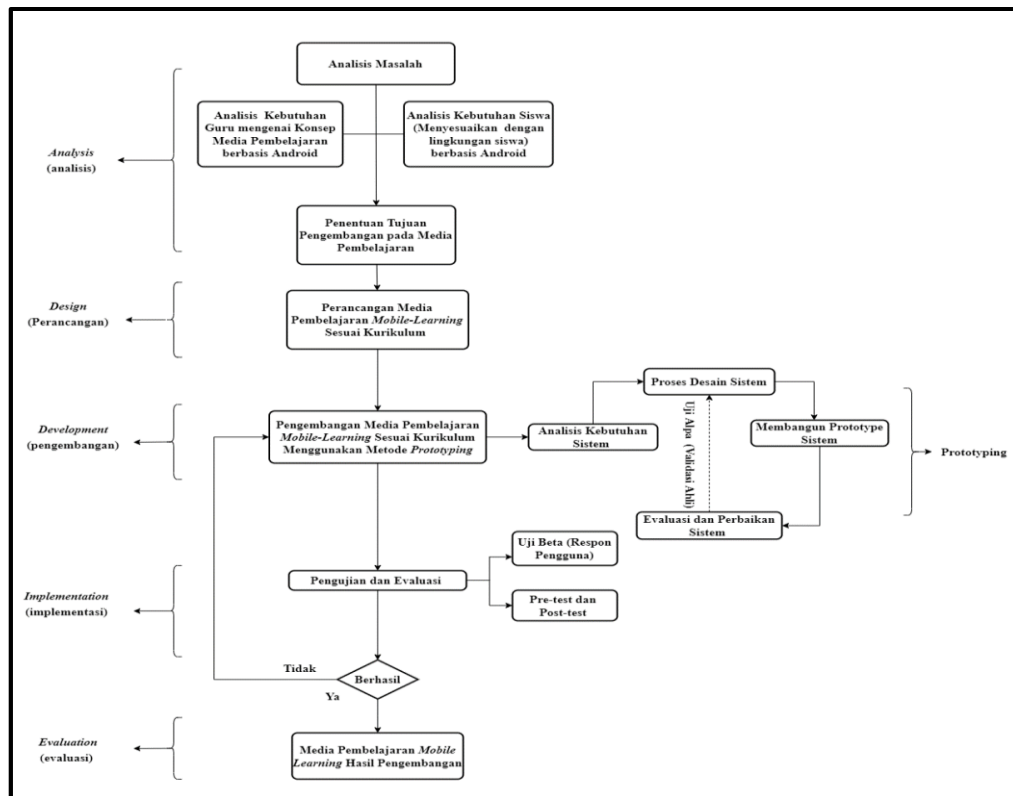 Analisis Masalah
Analisis Kebutuhan
Guru mengenai Konsep
Media Pembelajaran
berbasis Android
Analisis Kebutuhan Siswa
(Menyesuaikan dengan
lingkungan siswa)
berbasis Android
Analysis
(analisis)
Penentuan Tujuan
Pengembangan pada Media
Pembelajaran
Design
(Perancangan)
Perancangan Media
Pembelajaran Mobile-Learning
Sesuai Kurikulum
Development
(pengembangan)
Pengembangan Media Pembelajaran
Mobile-Learning Sesuai Kurikulum
Menggunakan Metode Prototyping
Analisis Kebutuhan
Sistem
Proses Desain Sistem
Membangun Prototype
Sistem
Evaluasi dan Perbaikan
Sistem
Uji Alpa (Validasi Ahli)
Prototyping
Implementation
(implementasi)
Pengujian dan Evaluasi
Uji Beta (Respon
Pengguna)
Pre-test dan
Post-test
Tidak
Berhasil
Ya
Evaluation
(evaluasi)
Media Pembelajaran Mobile
Learning Hasil Pengembangan